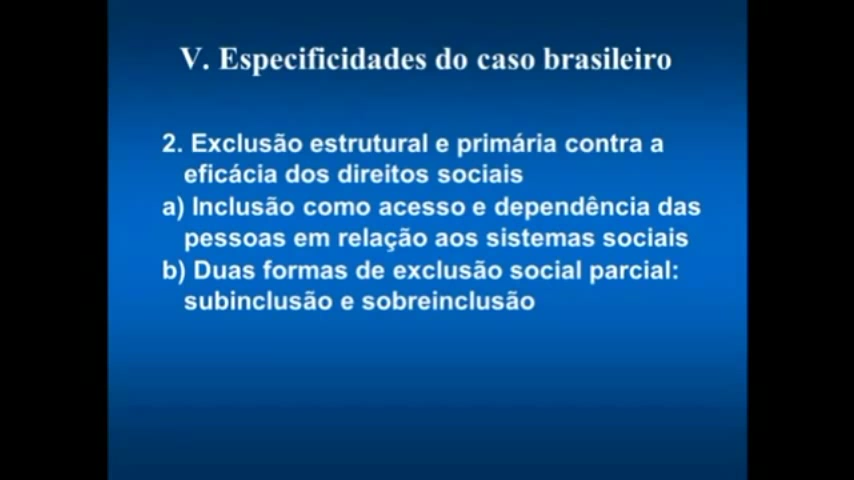 V. Especificidades do caso brasileiro
2. Exclusão estrutural e primária contra a
eficácia dos direitos sociais
a) Inclusão como acesso e dependência das
pessoas em relação aos sistemas sociais
b) Duas formas de exclusão social parcial:
subinclusão e sobreinclusão